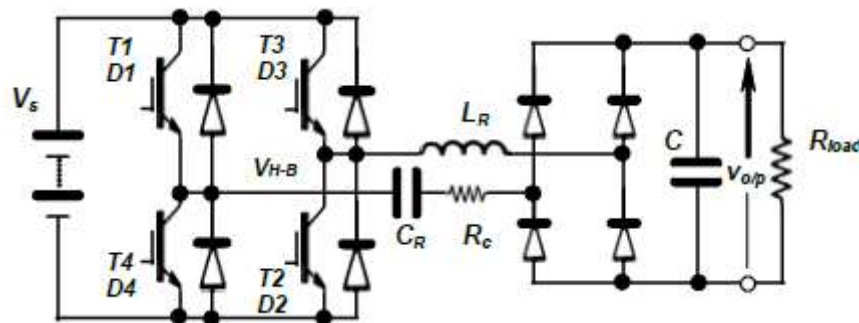 T1
D1
T3
D3
Vs
LR
VH-B
C
Rload
vo/p
CR
Rc
T4
D4
T2
D2